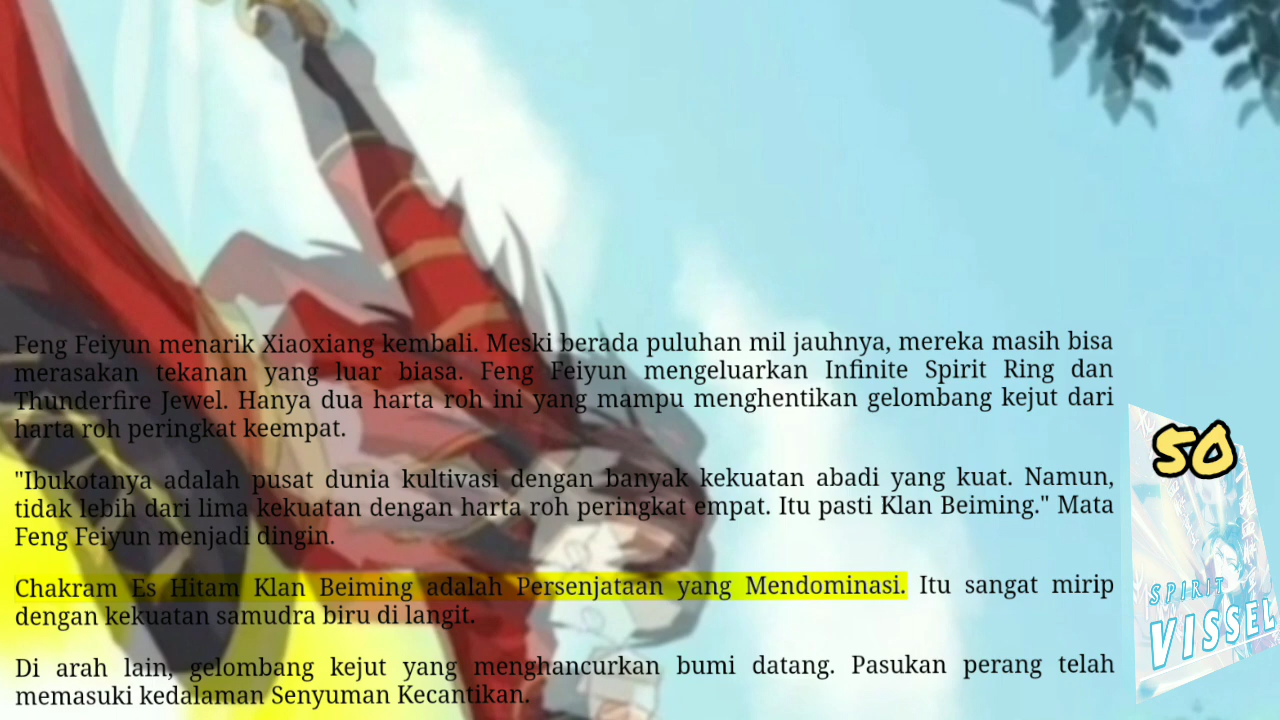 Feng Feiyun menarik Xiaoxiang kembali. Meski berada puluhan mil jauhnya, mereka masih bisa
merasakan tekanan yang luar biasa. Feng Feiyun mengeluarkan Infinite Spirit Ring dan
Thunderfire Jewel. Hanya dua harta roh ini yang mampu menghentikan gelombang kejut dari
harta roh peringkat keempat.
"Ibukotanya adalah pusat dunia kultivasi dengan banyak kekuatan abadi yang kuat. Namun,
tidak lebih dari lima kekuatan dengan harta roh peringkat empat. Itu pasti Klan Beiming." Mata
Feng Feiyun menjadi dingin.
Chakram Es Hitam Klan Beiming adalah Persenjataan yang Mendominasi. Itu sangat mirip
dengan kekuatan samudra biru di langit.
Di arah lain, gelombang kejut yang menghancurkan bumi datang. Pasukan perang telah
memasuki kedalaman Senyuman Kecantikan.
50
SPIRIT
VISSEL